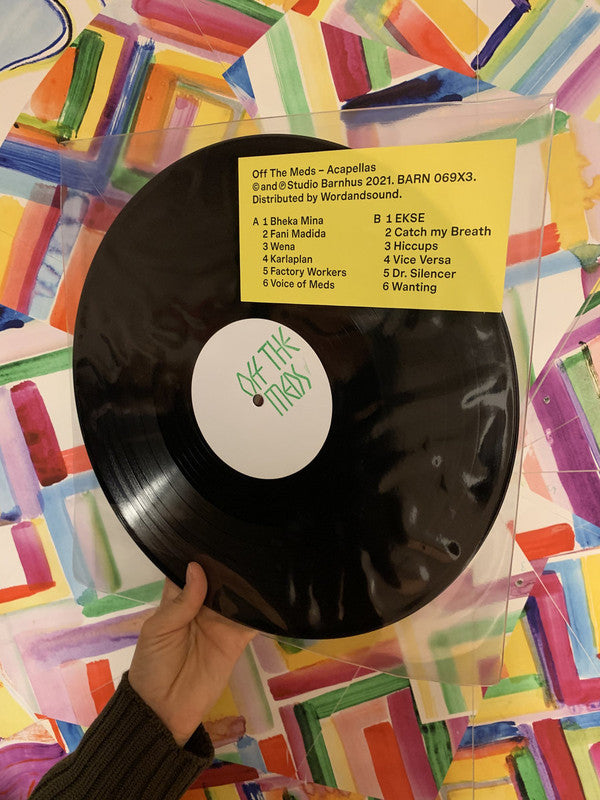 Off The Meds – Acapellas
© and ℗ Studio Barnhus 2021. BARN 069X3.
Distributed by Wordandsound.
A 1 Bheka Mina
2 Fani Madida
3 Wena
4 Karlaplan
5 Factory Workers
6 Voice of Meds
B 1 EKSE
2 Catch my Breath
3 Hiccups
4 Vice Versa
5 Dr. Silencer
6 Wanting
OFF THE
MEDS